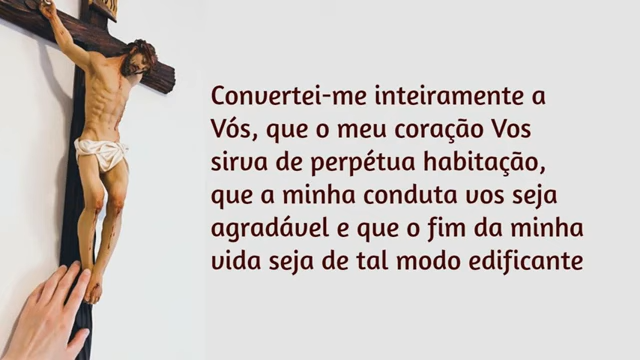 Convertei-me inteiramente a
Vós, que o meu coração Vos
sirva de perpétua habitação,
que a minha conduta vos seja
agradável e que o fim da minha
vida seja de tal modo edificante